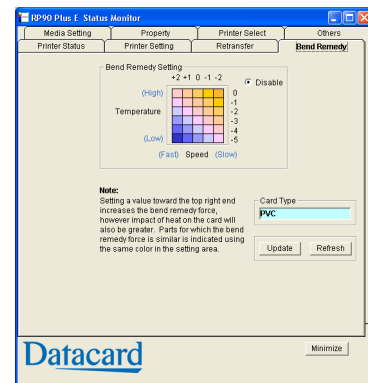 RP90 Plus E Status Monitor
Media Setting Property Printer Select Others
Printer Status Printer Setting Retransfer Bend Remedy
Bend Remedy Setting
+2 +1 0 -1 -2
Disable
(High) 0
-1
Temperature -2
-3
-4
(Low) -5
(Fast) Speed (Slow)
Note:
Setting a value toward the top right end
increases the bend remedy force,
however impact of heat on the card will
also be greater. Parts for which the bend
remedy force is similar is indicated using
the same color in the setting area.
Card Type
PVC
Update Refresh
Datacard
Minimize